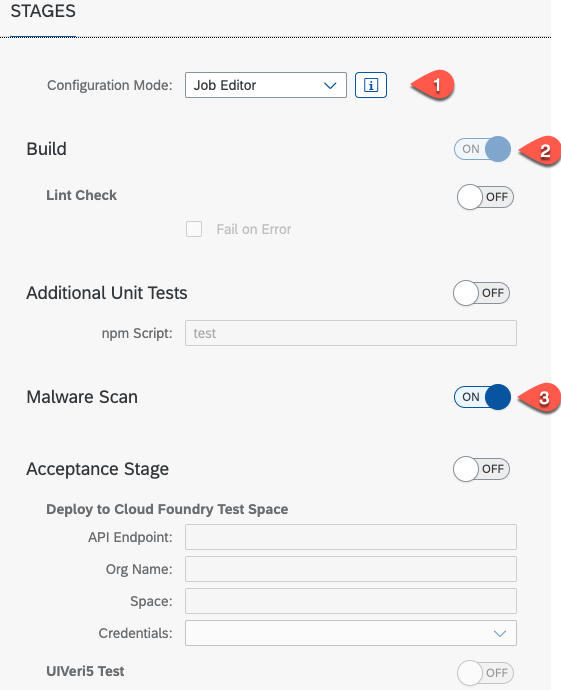 STAGES
Configuration Mode: Job Editor i 1
Build ON 2
Lint Check OFF
Fail on Error
Additional Unit Tests OFF
npm Script: test
Malware Scan ON 3
Acceptance Stage OFF
Deploy to Cloud Foundry Test Space
API Endpoint:
Org Name:
Space:
Credentials:
UIVeri5 Test OFF